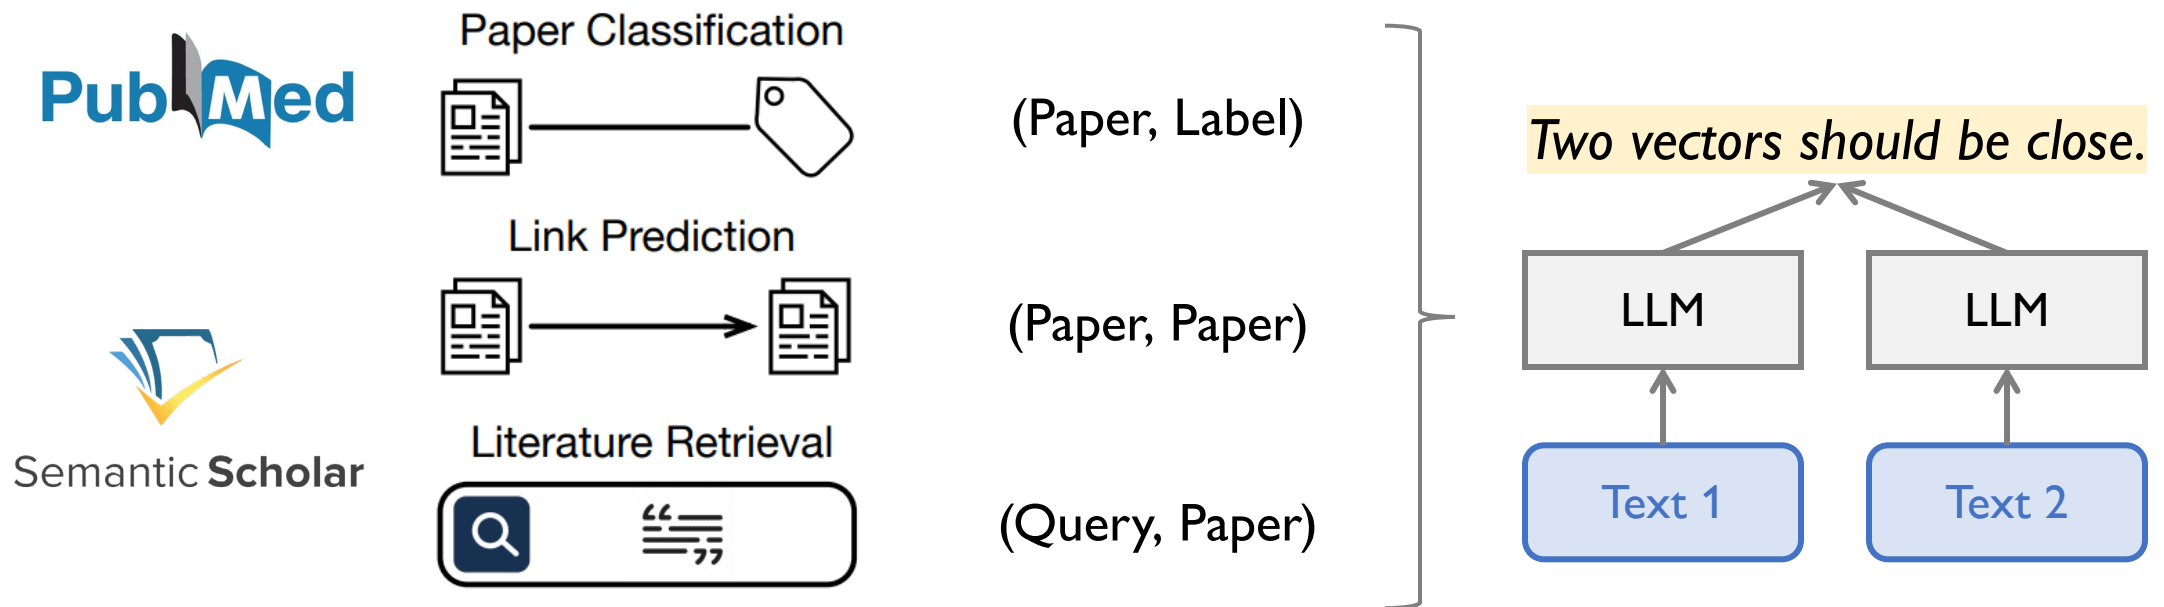 PubMed
Semantic Scholar
Paper Classification
Link Prediction
Literature Retrieval
(Paper, Label)
(Paper, Paper)
(Query, Paper)
Two vectors should be close.
LLM
LLM
Text 1
Text 2